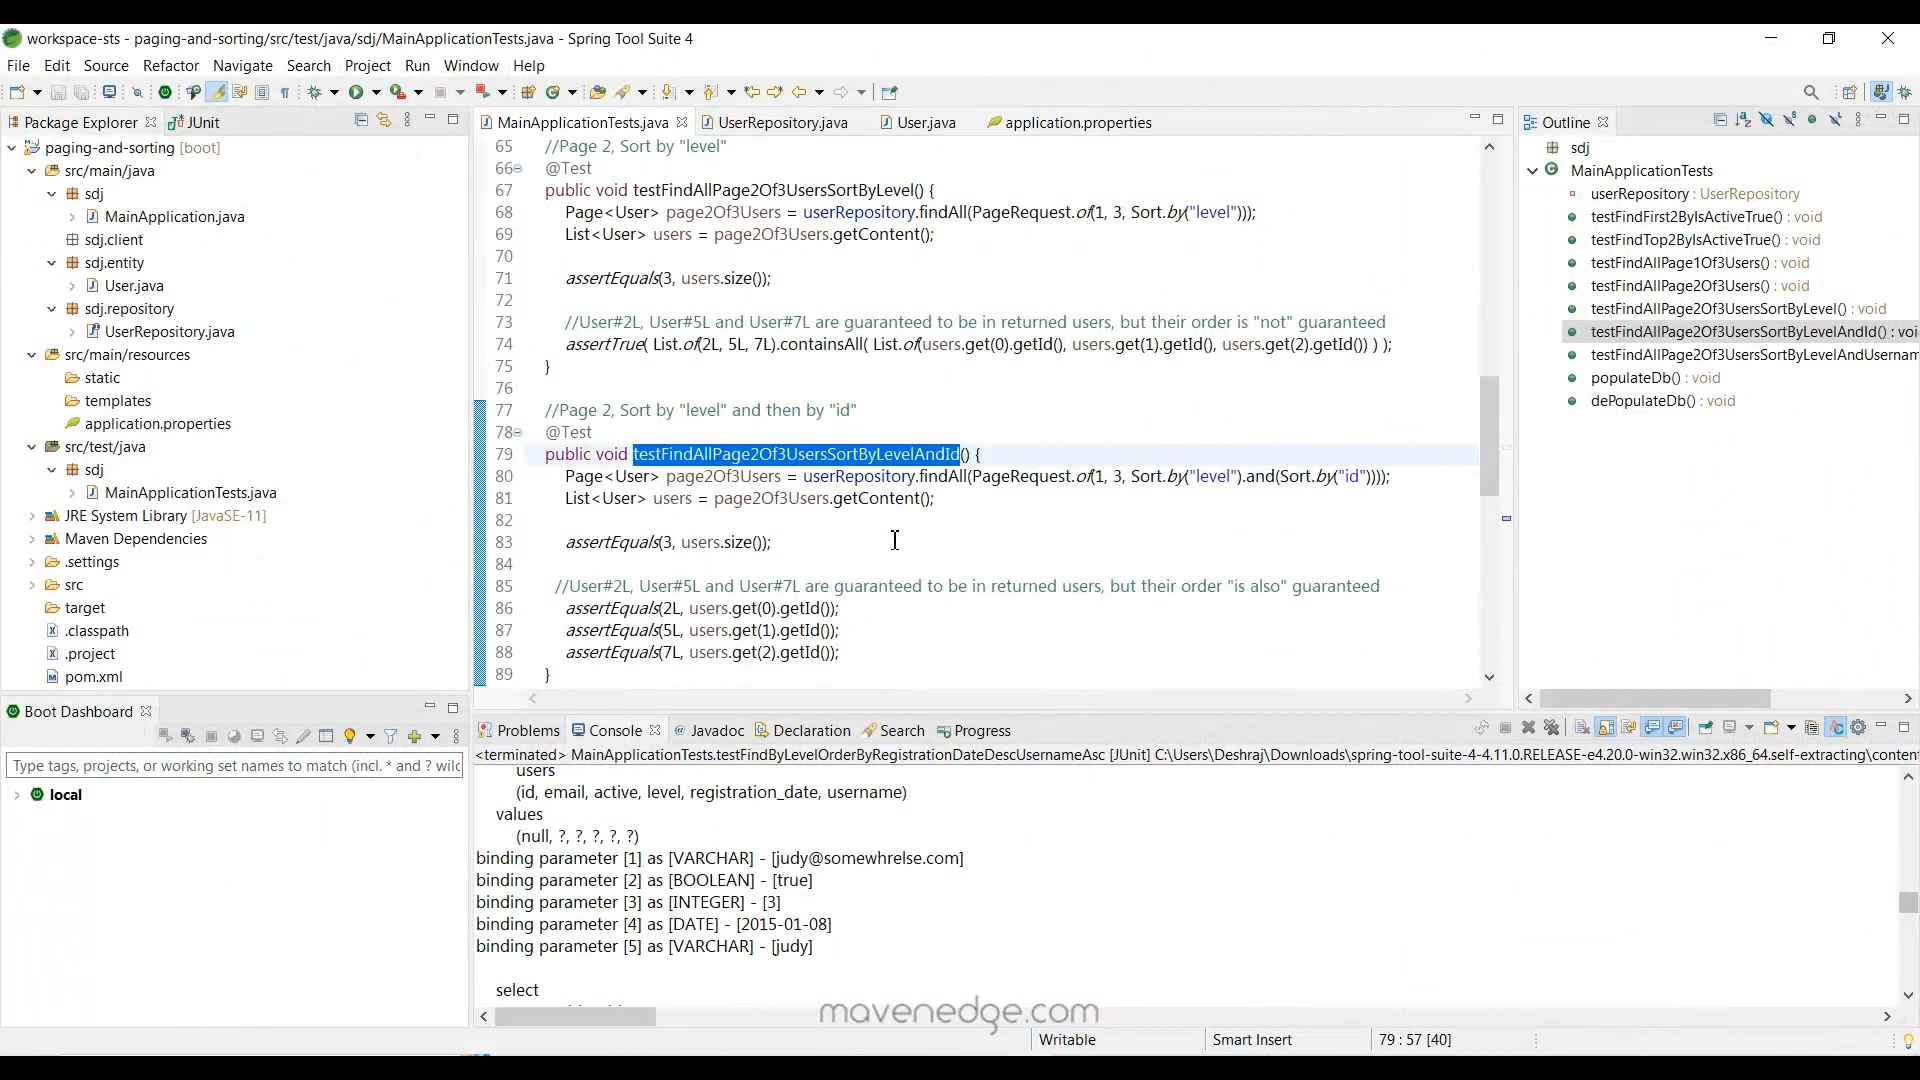 workspace-sts - paging-and-sorting/src/test/java/sdj/MainApplicationTests.java - Spring Tool Suite 4
File Edit Source Refactor Navigate Search Project Run Window Help
Package Explorer JUnit
paging-and-sorting [boot]
src/main/java
sdj
MainApplication.java
sdj.client
sdj.entity
User.java
sdj.repository
UserRepository.java
src/main/resources
static
templates
application.properties
src/test/java
sdj
MainApplicationTests.java
JRE System Library [JavaSE-11]
Maven Dependencies
.settings
src
target
.classpath
.project
pom.xml
MainApplicationTests.java UserRepository.java User.java application.properties
65 //Page 2, Sort by "level"
66 @Test
67 public void testFindAllPage2Of3UsersSortByLevel() {
68 Page<User> page2Of3Users = userRepository.findAll(PageRequest.of(1, 3, Sort.by("level")));
69 List<User> users = page2Of3Users.getContent();
70
71 assertEquals(3, users.size());
72
73 //User#2L, User#5L and User#7L are guaranteed to be in returned users, but their order is "not" guaranteed
74 assertTrue( List.of(2L, 5L, 7L).containsAll( List.of(users.get(0).getId(), users.get(1).getId(), users.get(2).getId()) ) );
75 }
76
77 //Page 2, Sort by "level" and then by "id"
78 @Test
79 public void testFindAllPage2Of3UsersSortByLevelAndId() {
80 Page<User> page2Of3Users = userRepository.findAll(PageRequest.of(1, 3, Sort.by("level").and(Sort.by("id"))));
81 List<User> users = page2Of3Users.getContent();
82
83 assertEquals(3, users.size());
84
85 //User#2L, User#5L and User#7L are guaranteed to be in returned users, but their order "is also" guaranteed
86 assertEquals(2L, users.get(0).getId());
87 assertEquals(5L, users.get(1).getId());
88 assertEquals(7L, users.get(2).getId());
89 }
Outline
sdj
MainApplicationTests
userRepository : UserRepository
testFindFirst2ByIsActiveTrue() : void
testFindTop2ByIsActiveTrue() : void
testFindAllPage1Of3Users() : void
testFindAllPage2Of3Users() : void
testFindAllPage2Of3UsersSortByLevel() : void
testFindAllPage2Of3UsersSortByLevelAndId() : voi
testFindAllPage2Of3UsersSortByLevelAndUsernam
populateDb() : void
dePopulateDb() : void
Boot Dashboard
Type tags, projects, or working set names to match (incl. * and ? wilc
local
Problems Console Javadoc Declaration Search Progress
<terminated> MainApplicationTests.testFindByLevelOrderByRegistrationDateDescUsernameAsc [JUnit] C:\Users\Deshraj\Downloads\spring-tool-suite-4-4.11.0.RELEASE-e4.20.0-win32.win32.x86_64.self-extracting\content
users
(id, email, active, level, registration_date, username)
values
(null, ?, ?, ?, ?, ?)
binding parameter [1] as [VARCHAR] - [judy@somewhrelse.com]
binding parameter [2] as [BOOLEAN] - [true]
binding parameter [3] as [INTEGER] - [3]
binding parameter [4] as [DATE] - [2015-01-08]
binding parameter [5] as [VARCHAR] - [judy]
select
mavenedge.com
Writable Smart Insert 79 : 57 [40]